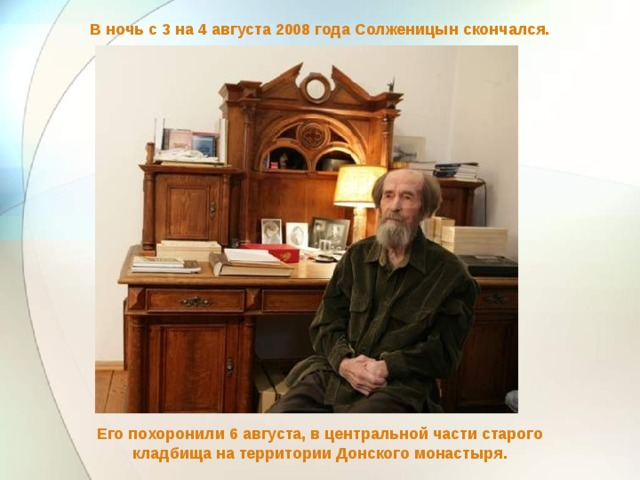 В ночь с 3 на 4 августа 2008 года Солженицын скончался.
Его похоронили 6 августа, в центральной части старого
кладбища на территории Донского монастыря.